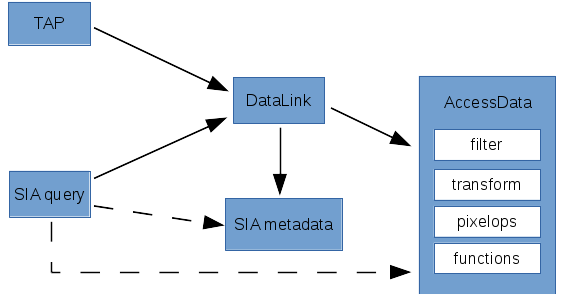 TAP
DataLink
AccessData
filter
transform
pixelops
functions
SIA query
SIA metadata